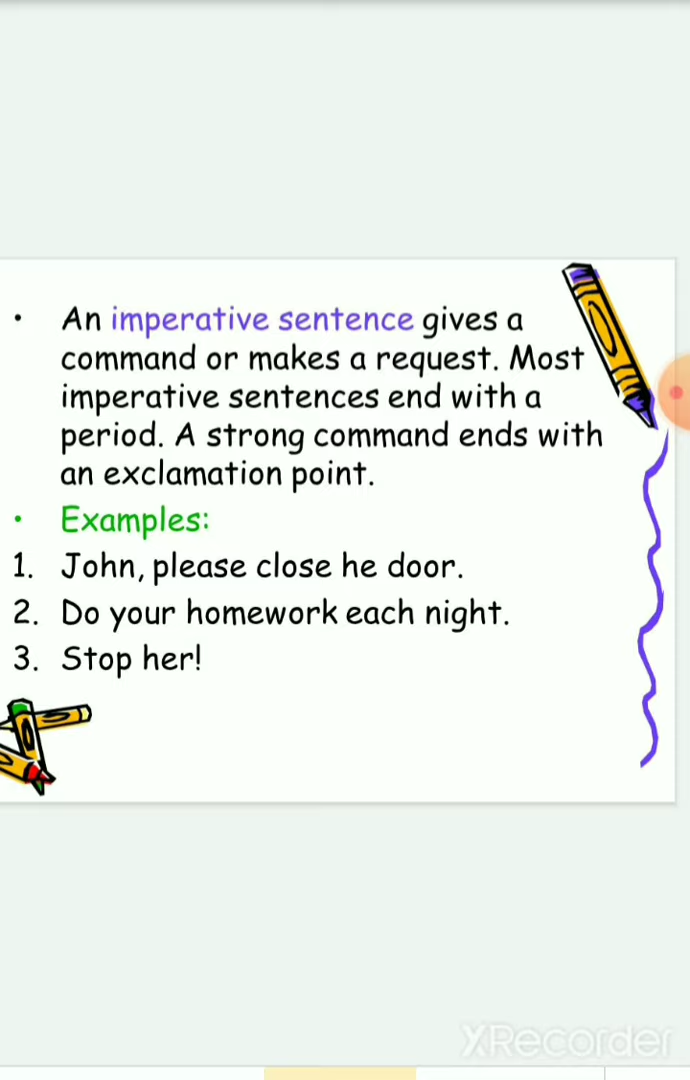 • An imperative sentence gives a
command or makes a request. Most
imperative sentences end with a
period. A strong command ends with
an exclamation point.
• Examples:
1. John, please close he door.
2. Do your homework each night.
3. Stop her!
XRecorder